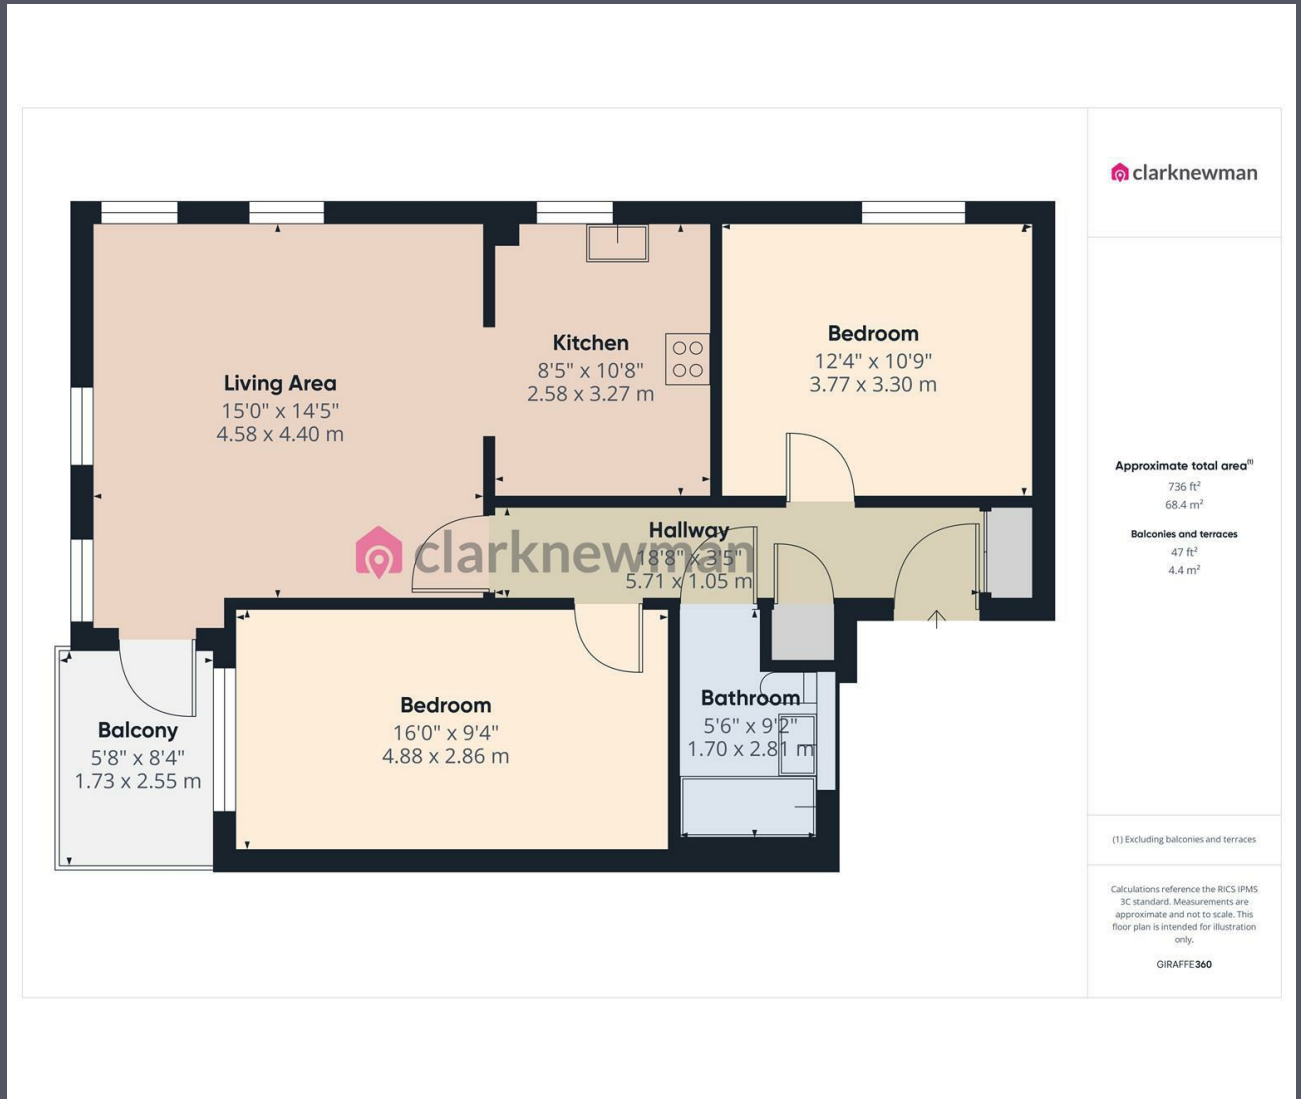 clarknewman
Living Area
15'0" x 14'5"
4.58 x 4.40 m
Kitchen
8'5" x 10'8"
2.58 x 3.27 m
Bedroom
12'4" x 10'9"
3.77 x 3.30 m
Hallway
18'8" x 3'5"
5.71 x 1.05 m
clarknewman
Bedroom
16'0" x 9'4"
4.88 x 2.86 m
Bathroom
5'6" x 9'2"
1.70 x 2.81 m
Balcony
5'8" x 8'4"
1.73 x 2.55 m
Approximate total area(1)
736 ft²
68.4 m²
Balconies and terraces
47 ft²
4.4 m²
(1) Excluding balconies and terraces
Calculations reference the RICS IPMS
3C standard. Measurements are
approximate and not to scale. This
floor plan is intended for illustration
only.
GIRAFFE360